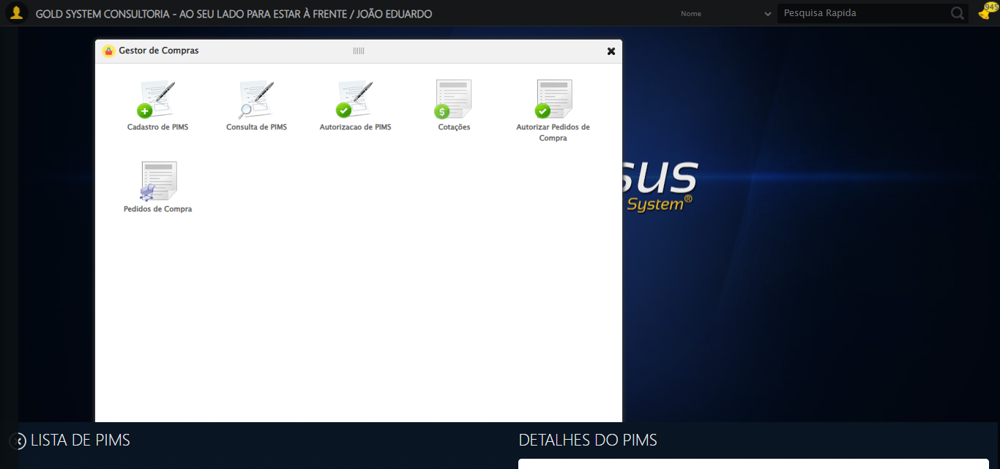 GOLD SYSTEM CONSULTORIA - AO SEU LADO PARA ESTAR À FRENTE / JOÃO EDUARDO
Nome
Pesquisa Rapida
945
Gestor de Compras
Cadastro de PIMS
Consulta de PIMS
Autorizacao de PIMS
Cotações
Autorizar Pedidos de
Compra
Pedidos de Compra
sus
System®
LISTA DE PIMS
DETALHES DO PIMS